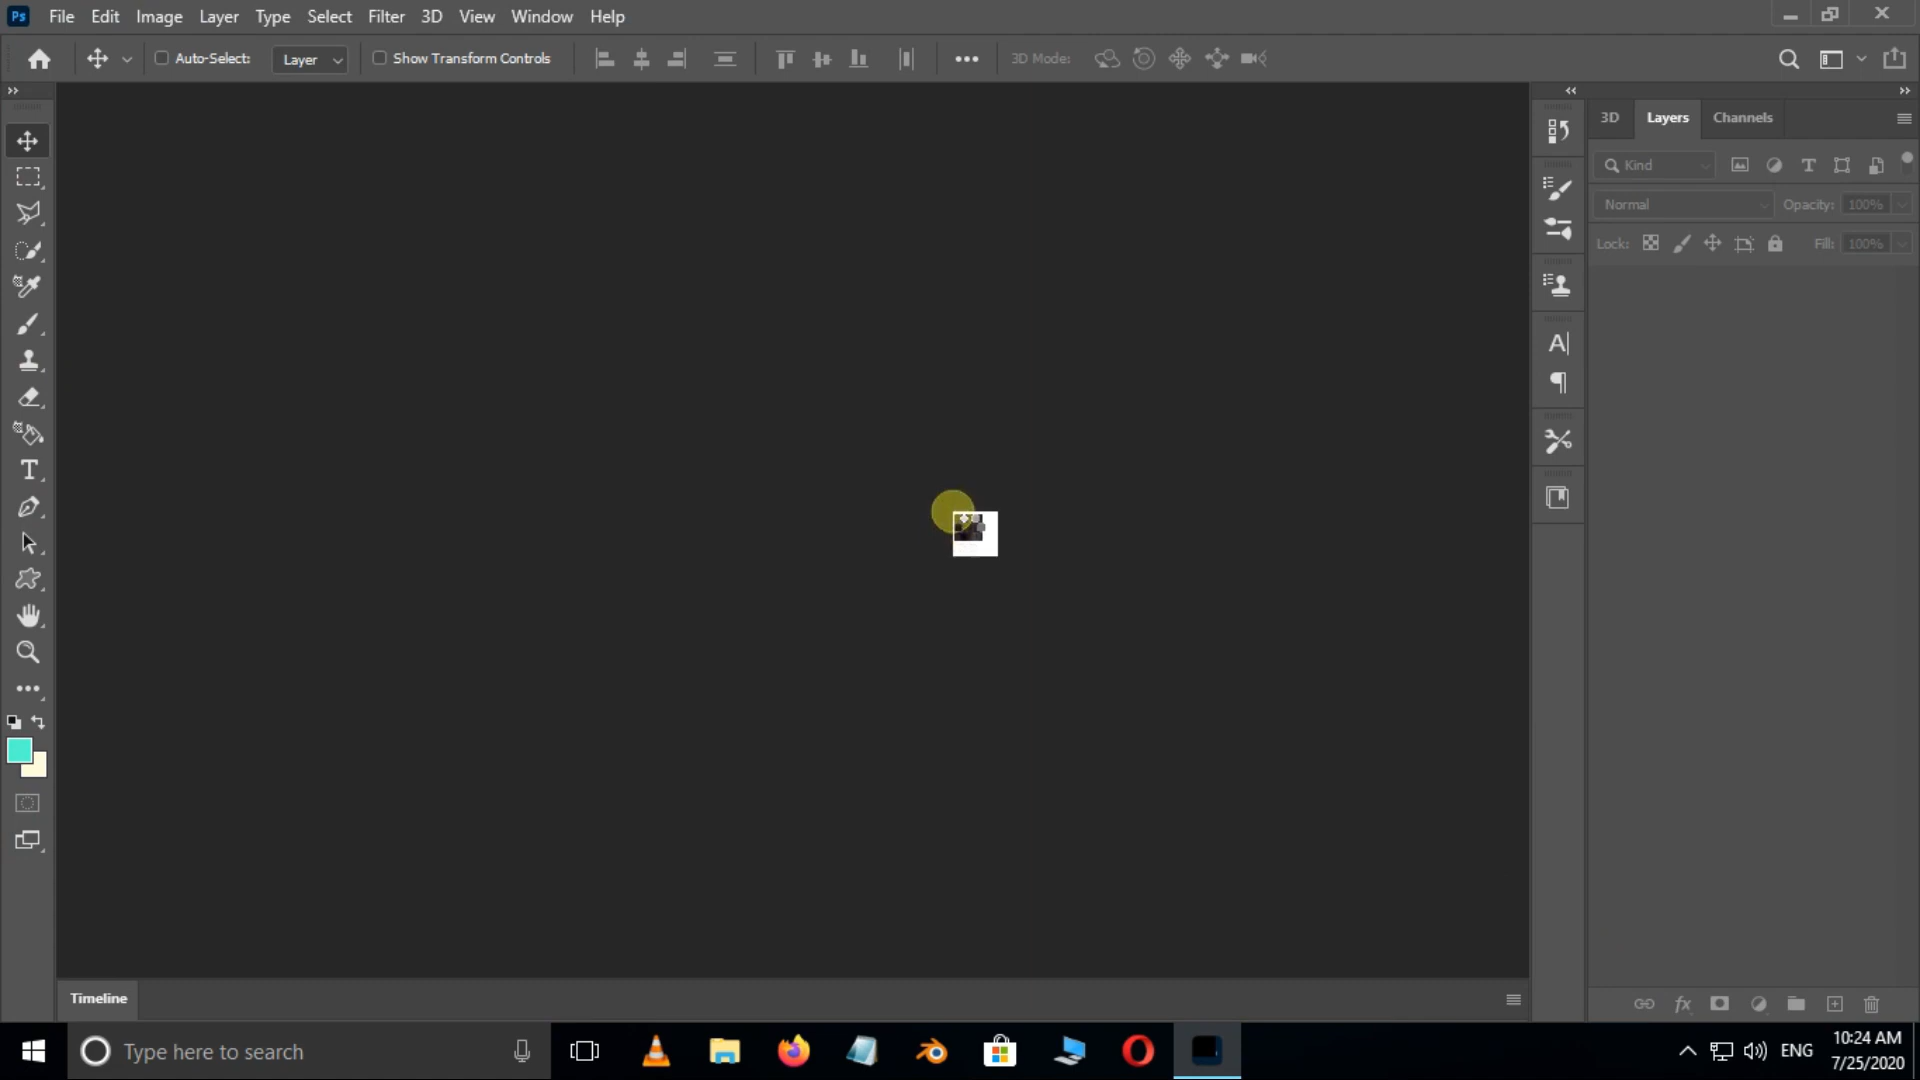 Ps File Edit Image Layer Type Select Filter 3D View Window Help
Auto-Select: Layer Show Transform Controls 3D Mode:
3D Layers Channels
Kind
Normal Opacity: 100%
Lock: Fill: 100%
Timeline
Type here to search
ENG
10:24 AM
7/25/2020